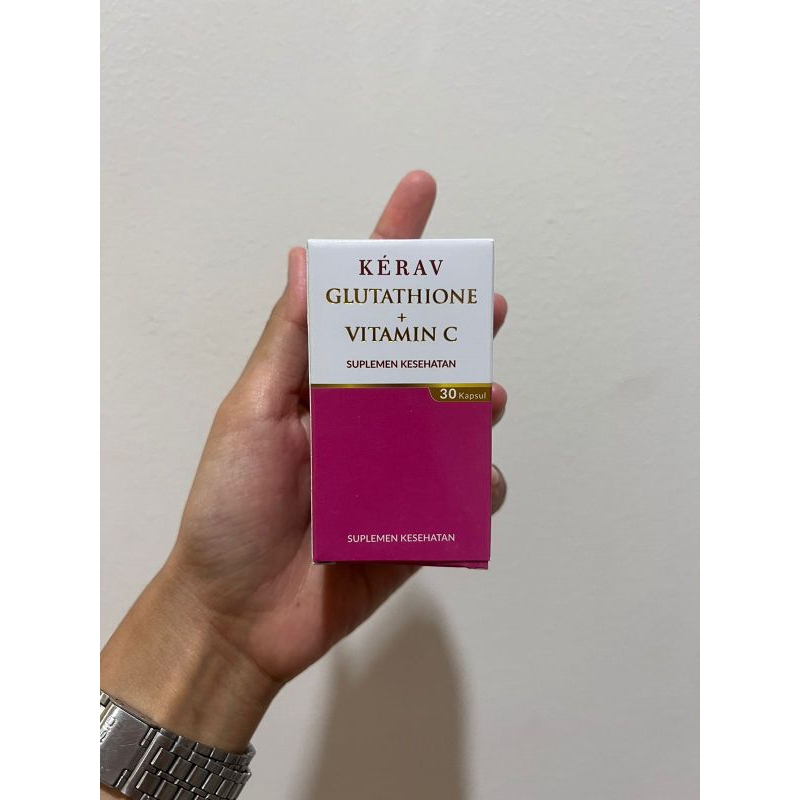 KÉRAV
GLUTATHIONE
+
VITAMIN C
SUPLEMEN KESEHATAN
30 Kapsul
SUPLEMEN KESEHATAN